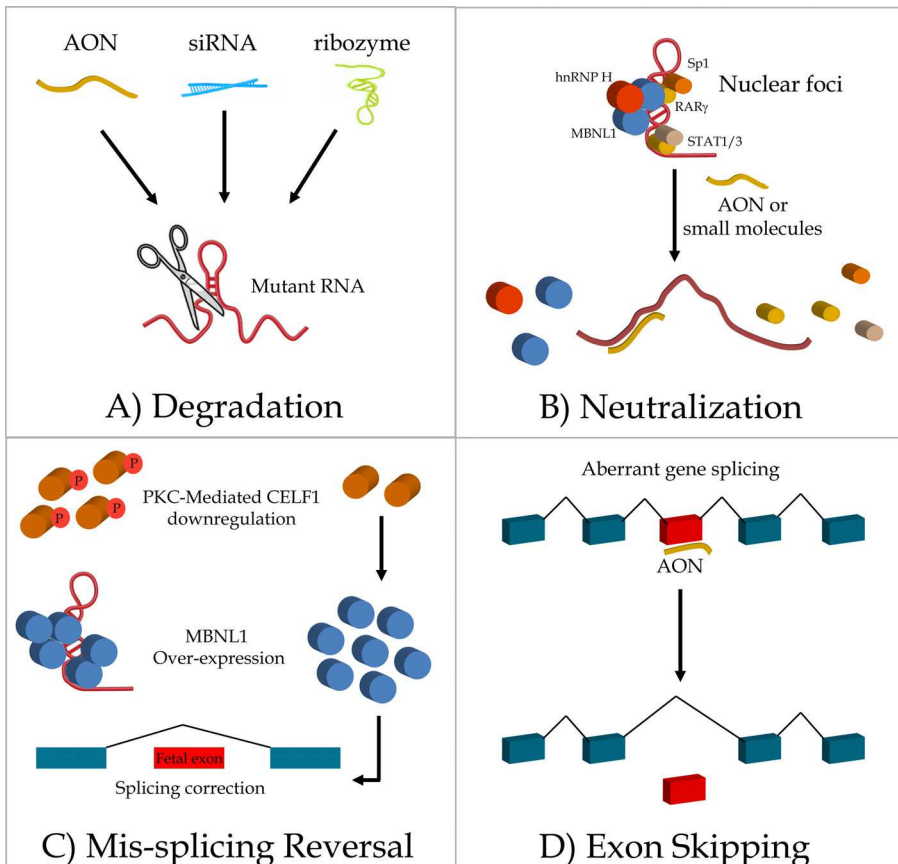 AON
siRNA
ribozyme
Mutant RNA
A) Degradation
Sp1
hnRNP H
Nuclear foci
RARγ
MBNL1
STAT1/3
AON or
small molecules
B) Neutralization
P
P
P
P
PKC-Mediated CELF1
downregulation
MBNL1
Over-expression
Fetal exon
Splicing correction
C) Mis-splicing Reversal
Aberrant gene splicing
AON
D) Exon Skipping